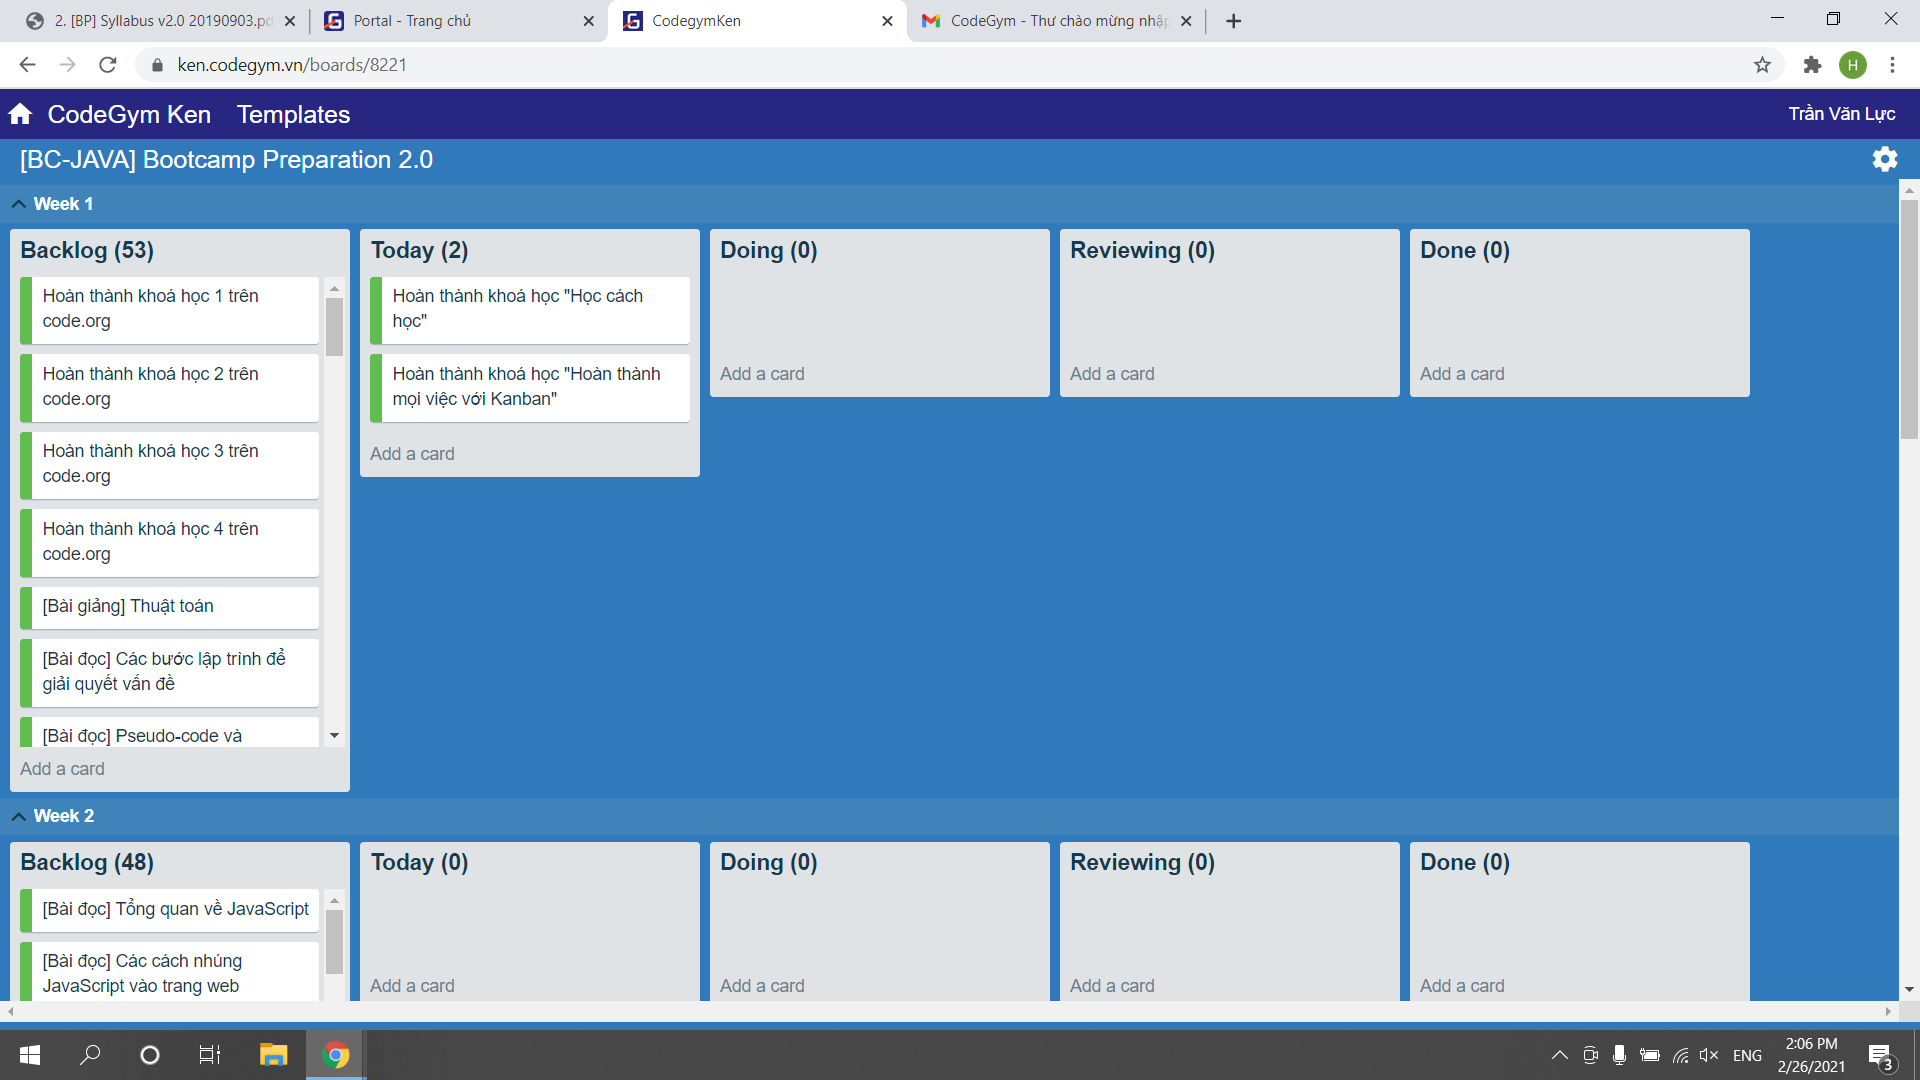 2. [BP] Syllabus v2.0 20190903.pd
Portal - Trang chủ
CodegymKen
CodeGym - Thư chào mừng nhập
ken.codegym.vn/boards/8221
H
CodeGym Ken
Templates
Trần Văn Lực
[BC-JAVA] Bootcamp Preparation 2.0
Week 1
Backlog (53)
Hoàn thành khoá học 1 trên
code.org
Hoàn thành khoá học 2 trên
code.org
Hoàn thành khoá học 3 trên
code.org
Hoàn thành khoá học 4 trên
code.org
[Bài giảng] Thuật toán
[Bài đọc] Các bước lập trình để
giải quyết vấn đề
[Bài đọc] Pseudo-code và
Add a card
Today (2)
Hoàn thành khoá học "Học cách
học"
Hoàn thành khoá học "Hoàn thành
mọi việc với Kanban"
Add a card
Doing (0)
Add a card
Reviewing (0)
Add a card
Done (0)
Add a card
Week 2
Backlog (48)
[Bài đọc] Tổng quan về JavaScript
[Bài đọc] Các cách nhúng
JavaScript vào trang web
Today (0)
Add a card
Doing (0)
Add a card
Reviewing (0)
Add a card
Done (0)
Add a card
ENG
2:06 PM
2/26/2021
3